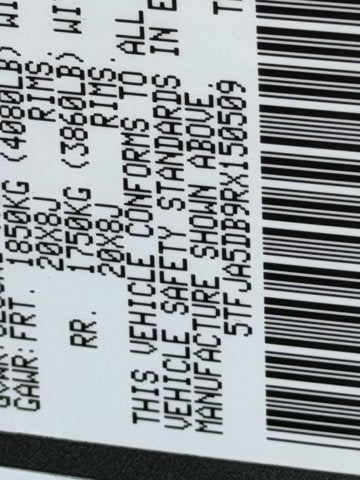 GAWR:FRT. 1850KG (4080LB) WI
20X8J RIMS
RR. 1750KG (3860LB) WI
20X8J RIMS.
THIS VEHICLE CONFORMS TO ALL
VEHICLE SAFETY STANDARDS IN E
MANUFACTURE SHOWN ABOVE.
5TFJA5DB9RX150509